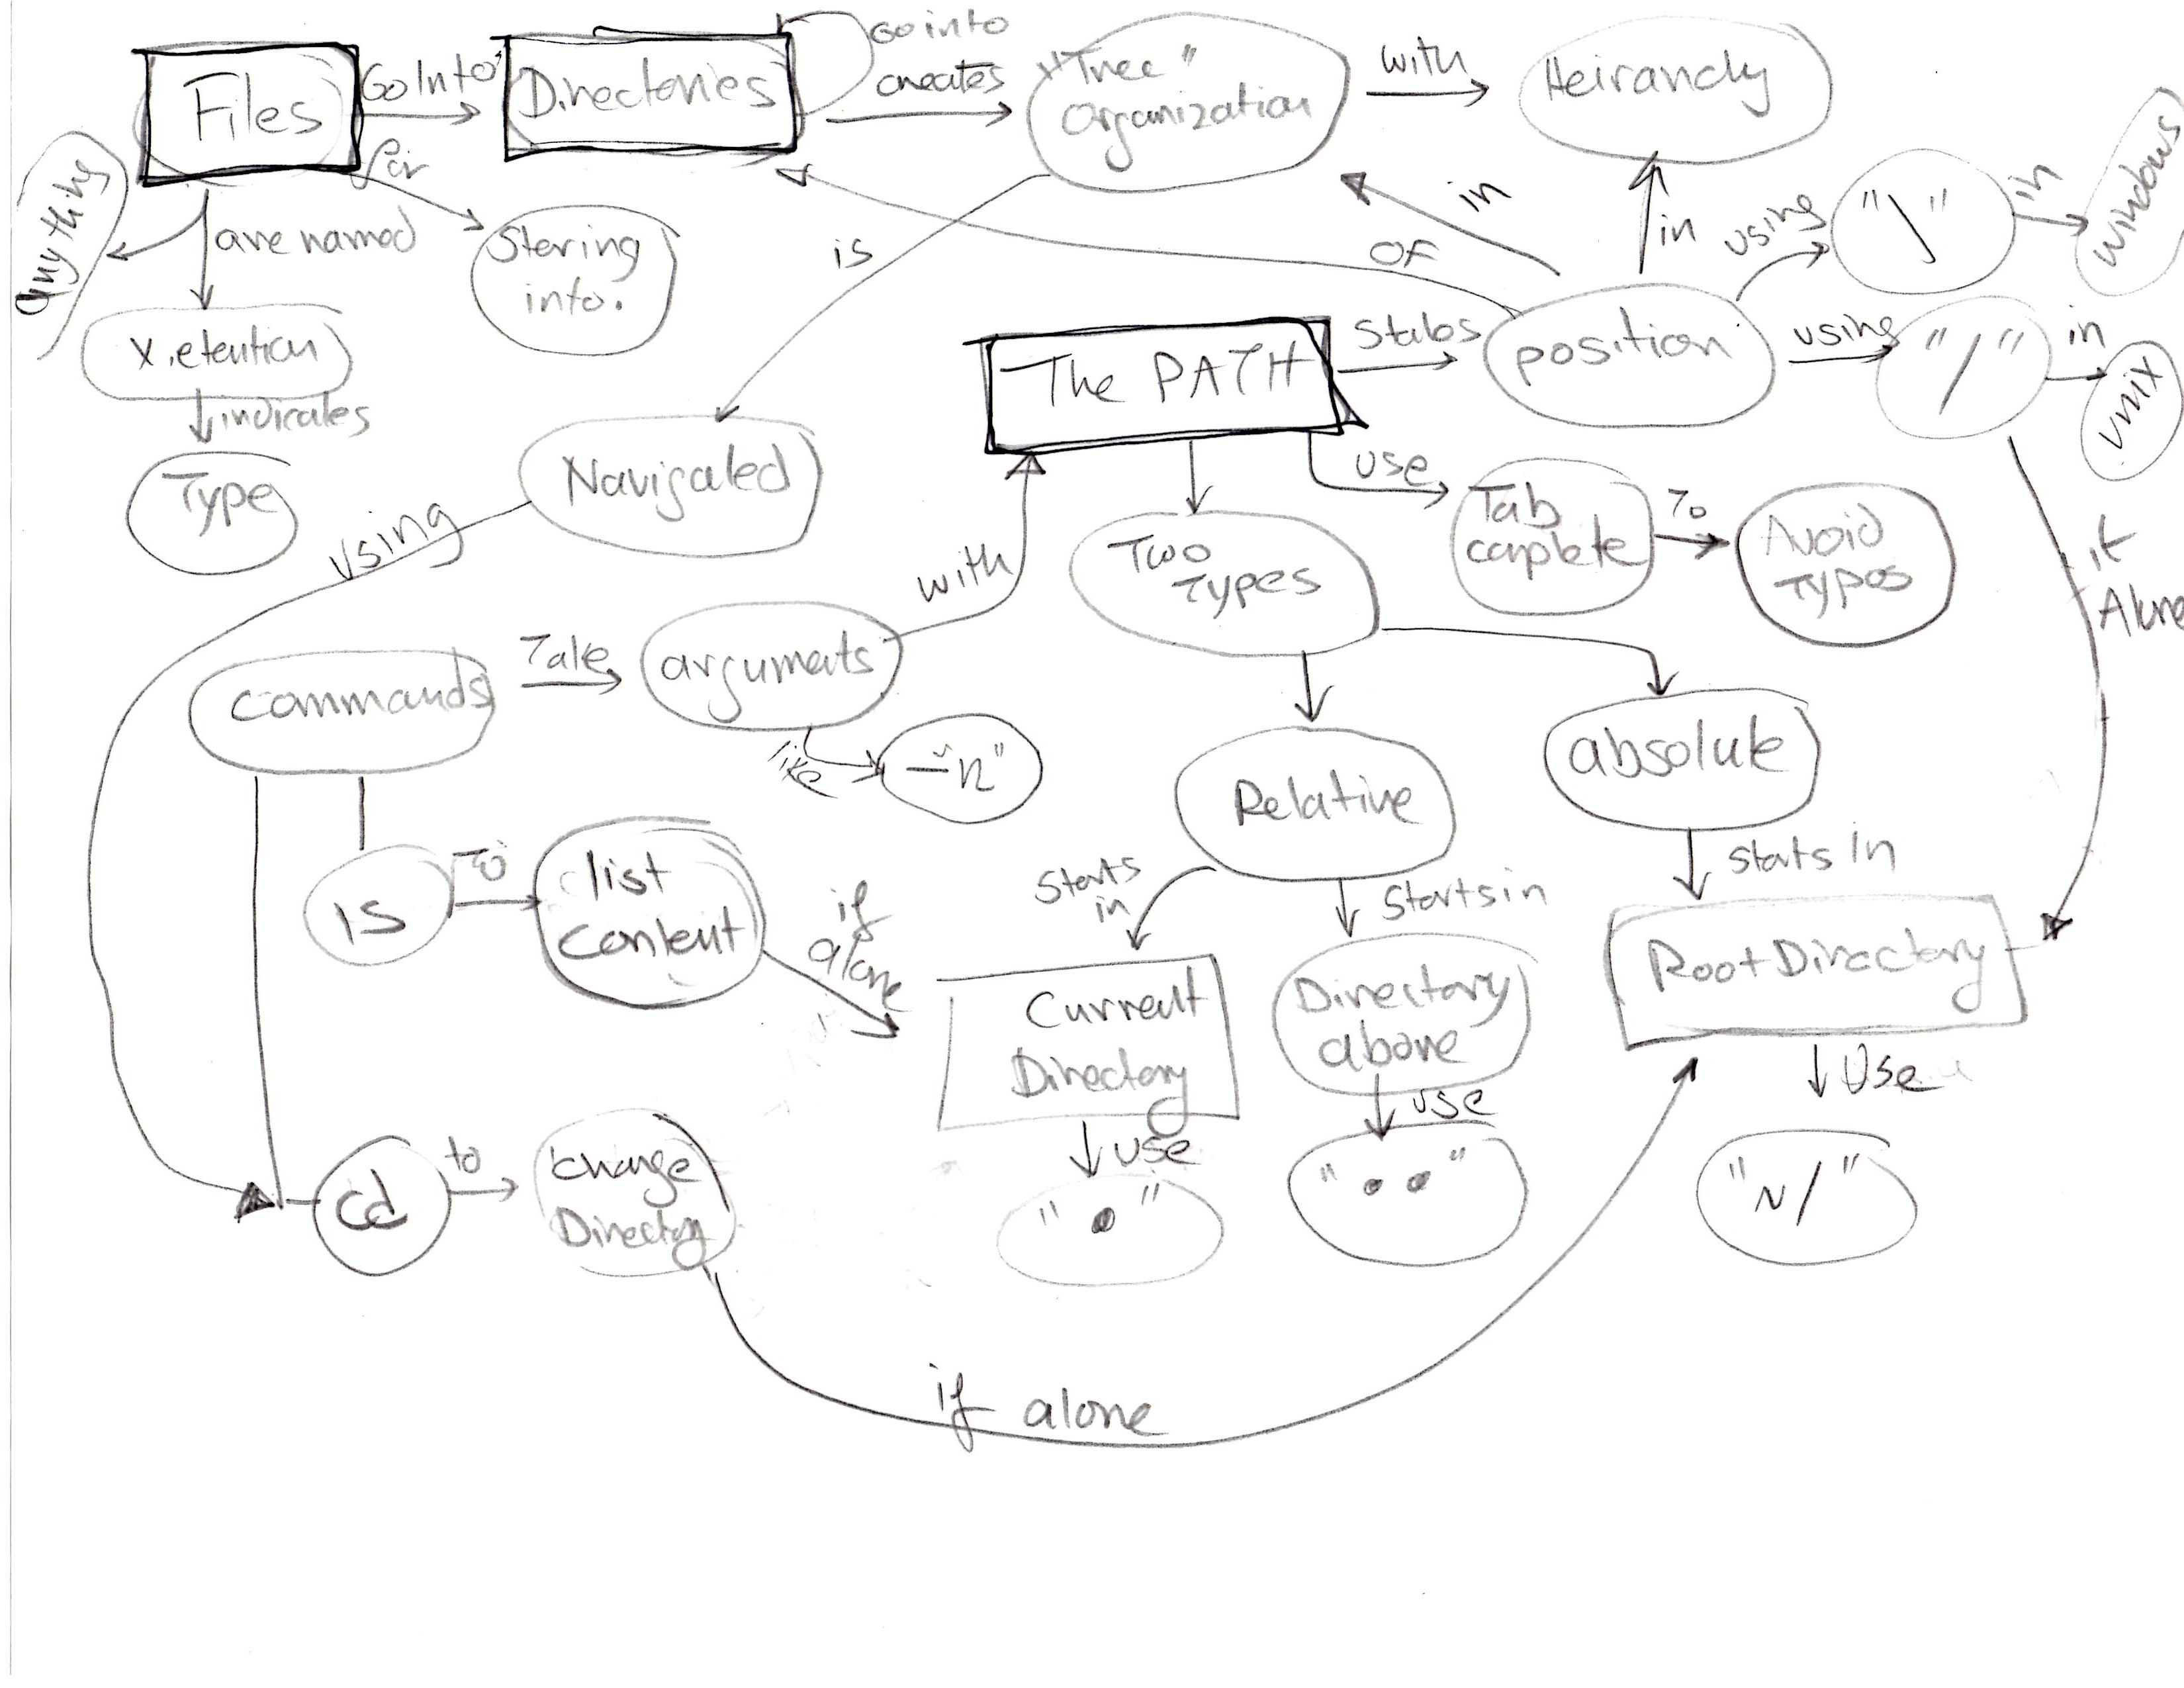 Files
Go Into
Directories
Go into
creates
"Tree"
organization
with
Heirarchy
anything
for
are named
Storing
info.
is
OF
in
in
using
"\"
in
windows
X.etention
indicates
Type
Navigated
using
The PATH
position
using
"/"
in
unix
use
Tab
complete
To
Avoid
Typos
if
Alone
with
Two
Types
commands
Take
arguments
like
-"n"
Relative
absolute
ls
To
list
content
if
alone
Starts
in
Starts in
Starts in
Current
Directory
Directory
above
Root Directory
use
use
Use
"."
". ."
"~/"
cd
to
change
Directory
if alone